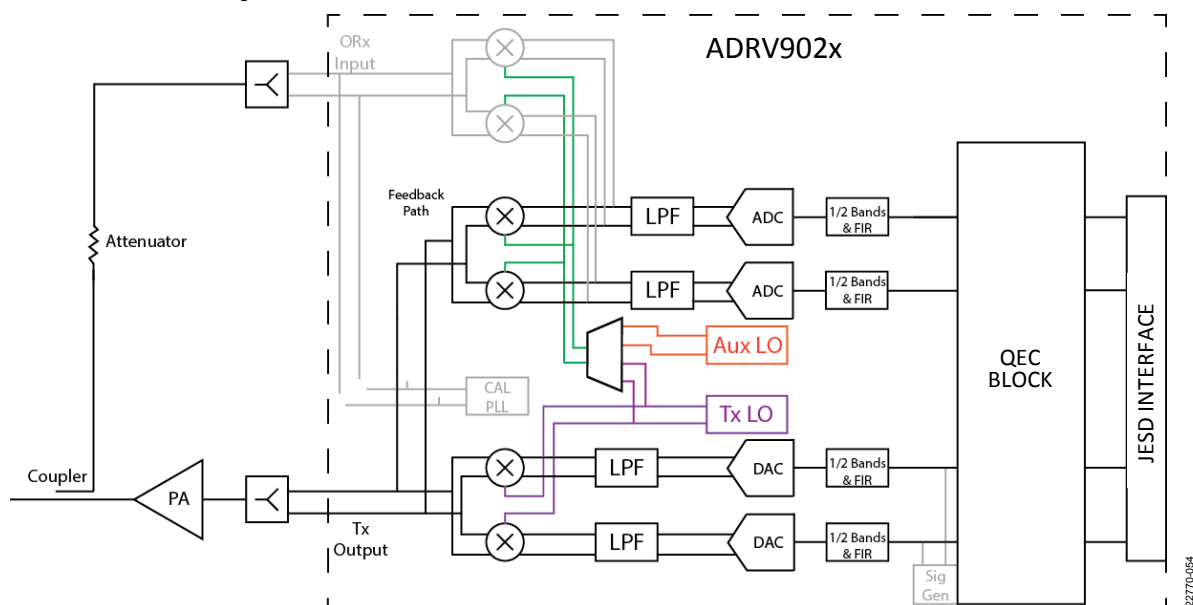 ADRV902x
ORx
Input
Feedback
Path
LPF
ADC
1/2 Bands
& FIR
Attenuator
LPF
ADC
1/2 Bands
& FIR
Aux LO
QEC
BLOCK
JESD INTERFACE
CAL
PLL
Tx LO
Coupler
PA
LPF
DAC
1/2 Bands
& FIR
Tx
Output
LPF
DAC
1/2 Bands
& FIR
Sig
Gen
22770-054